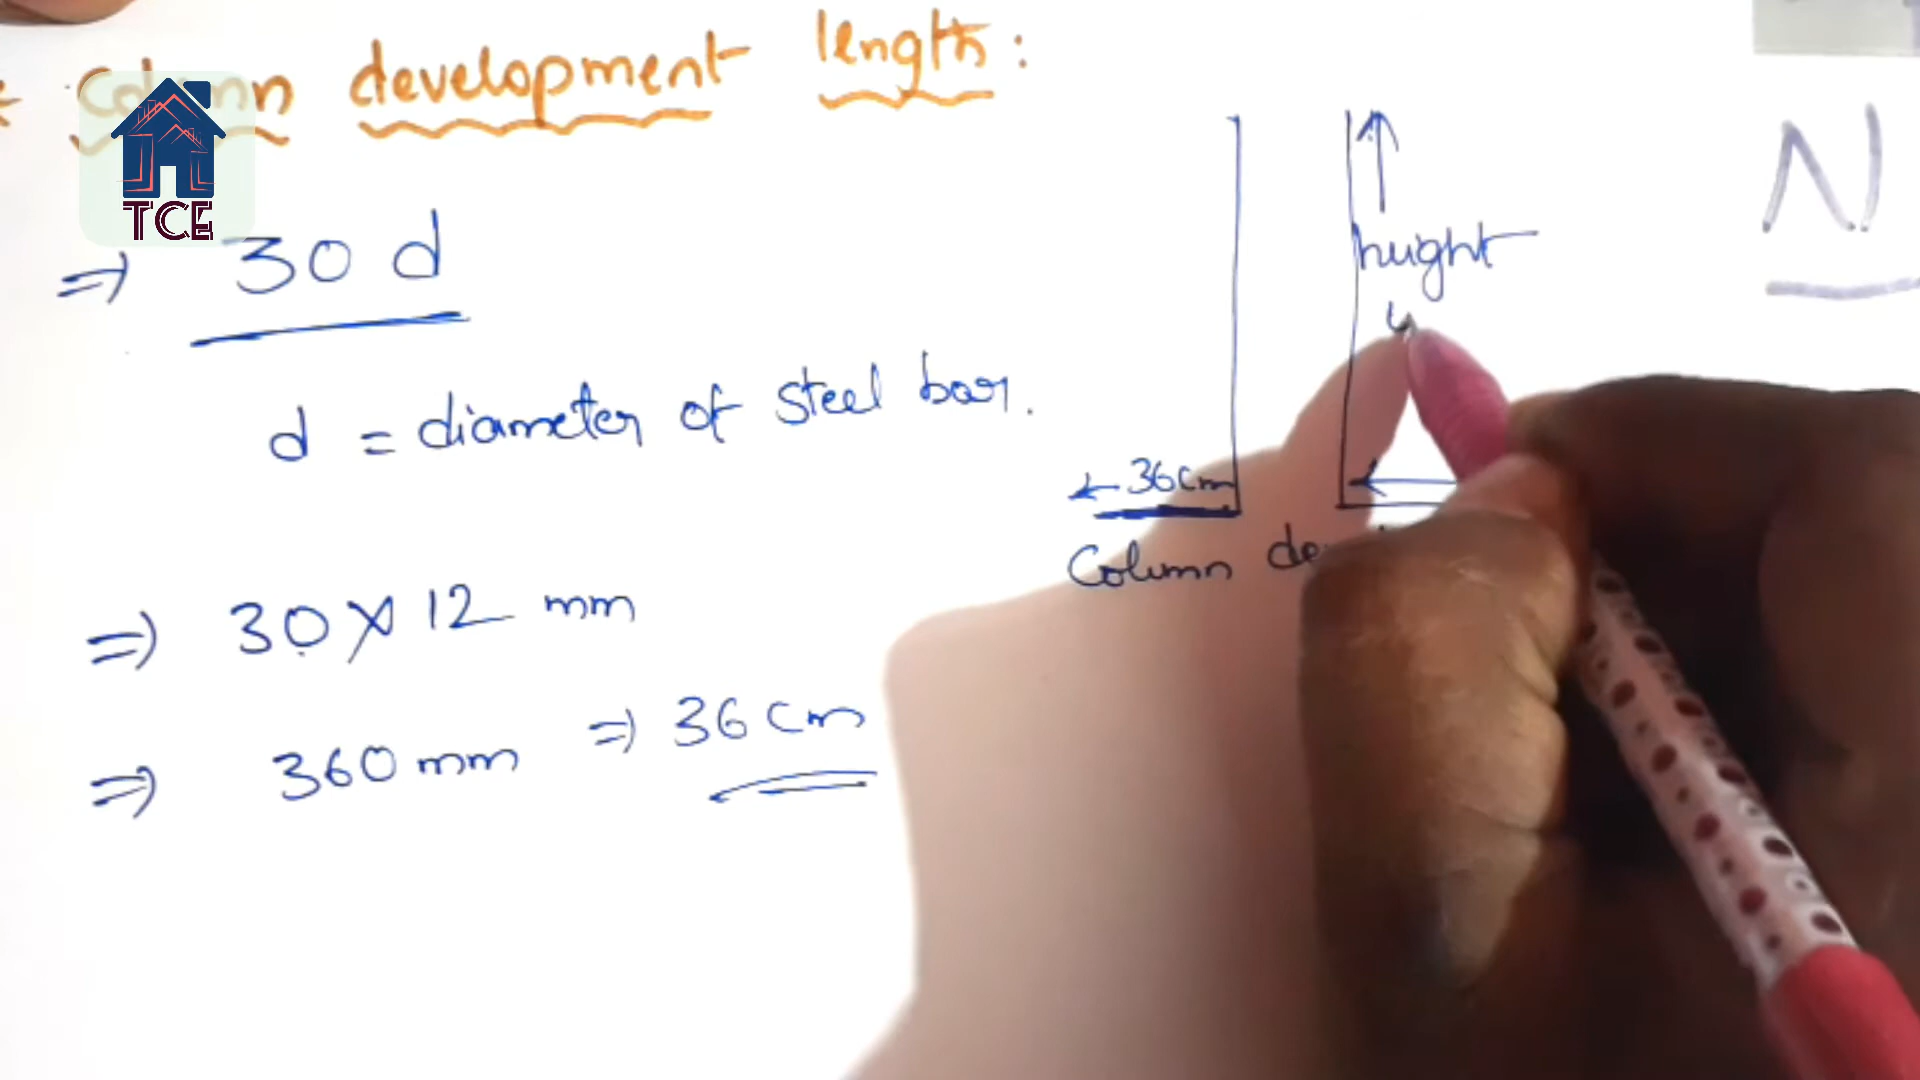 Column development length:
TCE
⇒ 30 d
d = diameter of steel bar.
⇒ 30 X 12 mm
⇒ 360 mm ⇒ 36 cm
height
← 36cm
Column
N